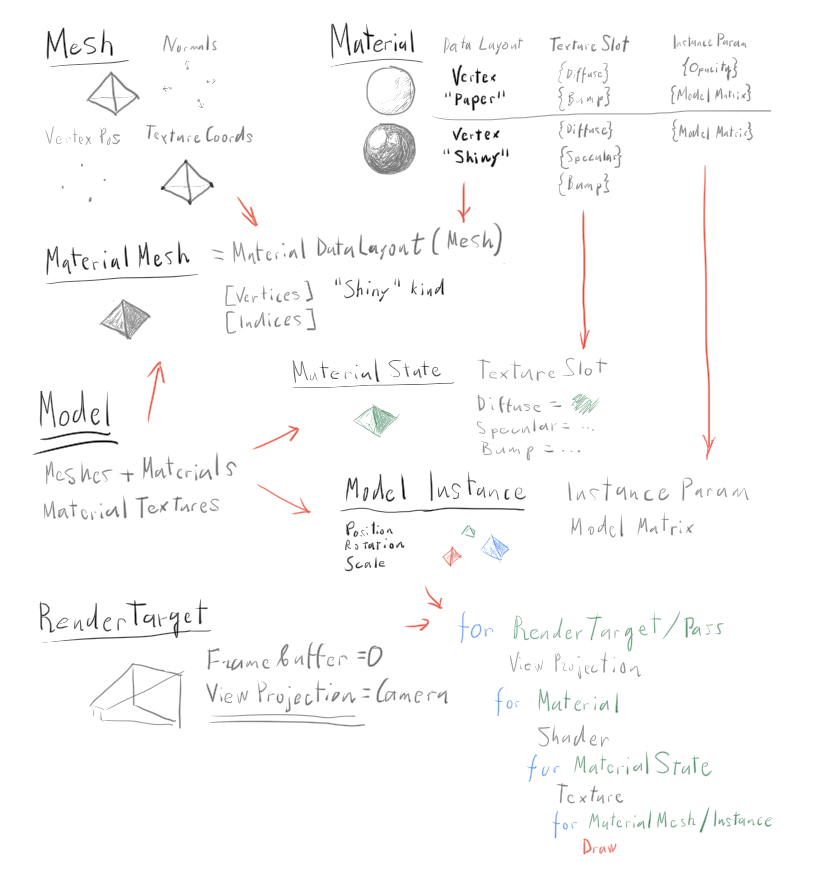 Mesh
Normals
Vertex Pos
Texture Coords
Material
Data Layout
Texture Slot
Instance Param
Vertex
"Paper"
{Diffuse}
{Bump}
{Opacity}
{Model Matrix}
Vertex
"Shiny"
{Diffuse}
{Specular}
{Bump}
{Model Matrix}
Material Mesh = Material DataLayout (Mesh)
[Vertices] "Shiny" kind
[Indices]
Material State
Texture Slot
Diffuse =
Specular = ...
Bump = ...
Model
Meshes + Materials
Material Textures
Model Instance
Position
Rotation
Scale
Instance Param
Model Matrix
RenderTarget
Frame Buffer = 0
View Projection = Camera
for RenderTarget/Pass
View Projection
for Material
Shader
for MaterialState
Texture
for MaterialMesh/Instance
Draw